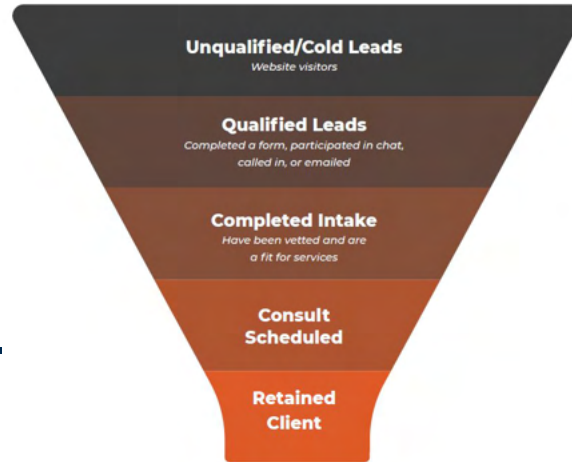 Unqualified/Cold Leads
Website visitors
Qualified Leads
Completed a form, participated in chat,
called in, or emailed
Completed Intake
Have been vetted and are
a fit for services
Consult
Scheduled
Retained
Client